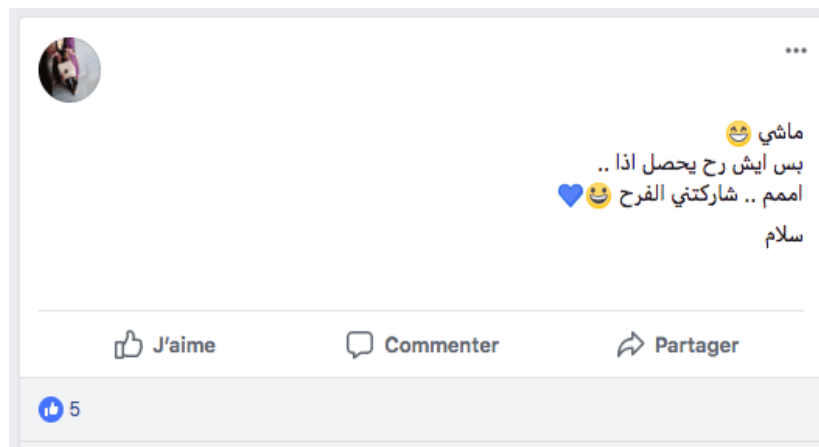 ماشي 😁
بس ايش رح يحصل اذا ..
اممم .. شاركتني الفرح 😃💙
سلام
J'aime
Commenter
Partager
5